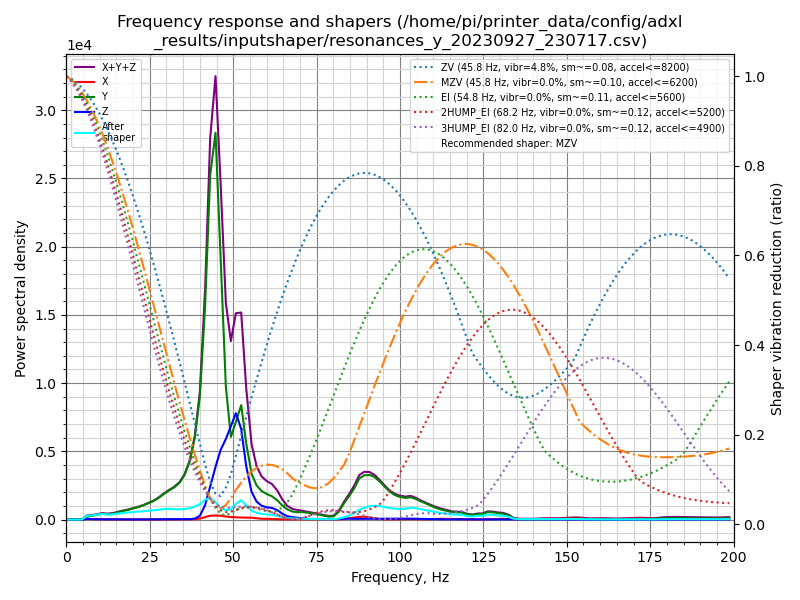 Frequency response and shapers (/home/pi/printer_data/config/adxl
_results/inputshaper/resonances_y_20230927_230717.csv)
1e4
X+Y+Z
X
Y
Z
After
shaper
ZV (45.8 Hz, vibr=4.8%, sm~=0.08, accel<=8200)
MZV (45.8 Hz, vibr=0.0%, sm~=0.10, accel<=6200)
EI (54.8 Hz, vibr=0.0%, sm~=0.11, accel<=5600)
2HUMP_EI (68.2 Hz, vibr=0.0%, sm~=0.12, accel<=5200)
3HUMP_EI (82.0 Hz, vibr=0.0%, sm~=0.12, accel<=4900)
Recommended shaper: MZV
Power spectral density
3.0
2.5
2.0
1.5
1.0
0.5
0.0
1.0
0.8
0.6
0.4
0.2
0.0
Shaper vibration reduction (ratio)
0 25 50 75 100 125 150 175 200
Frequency, Hz